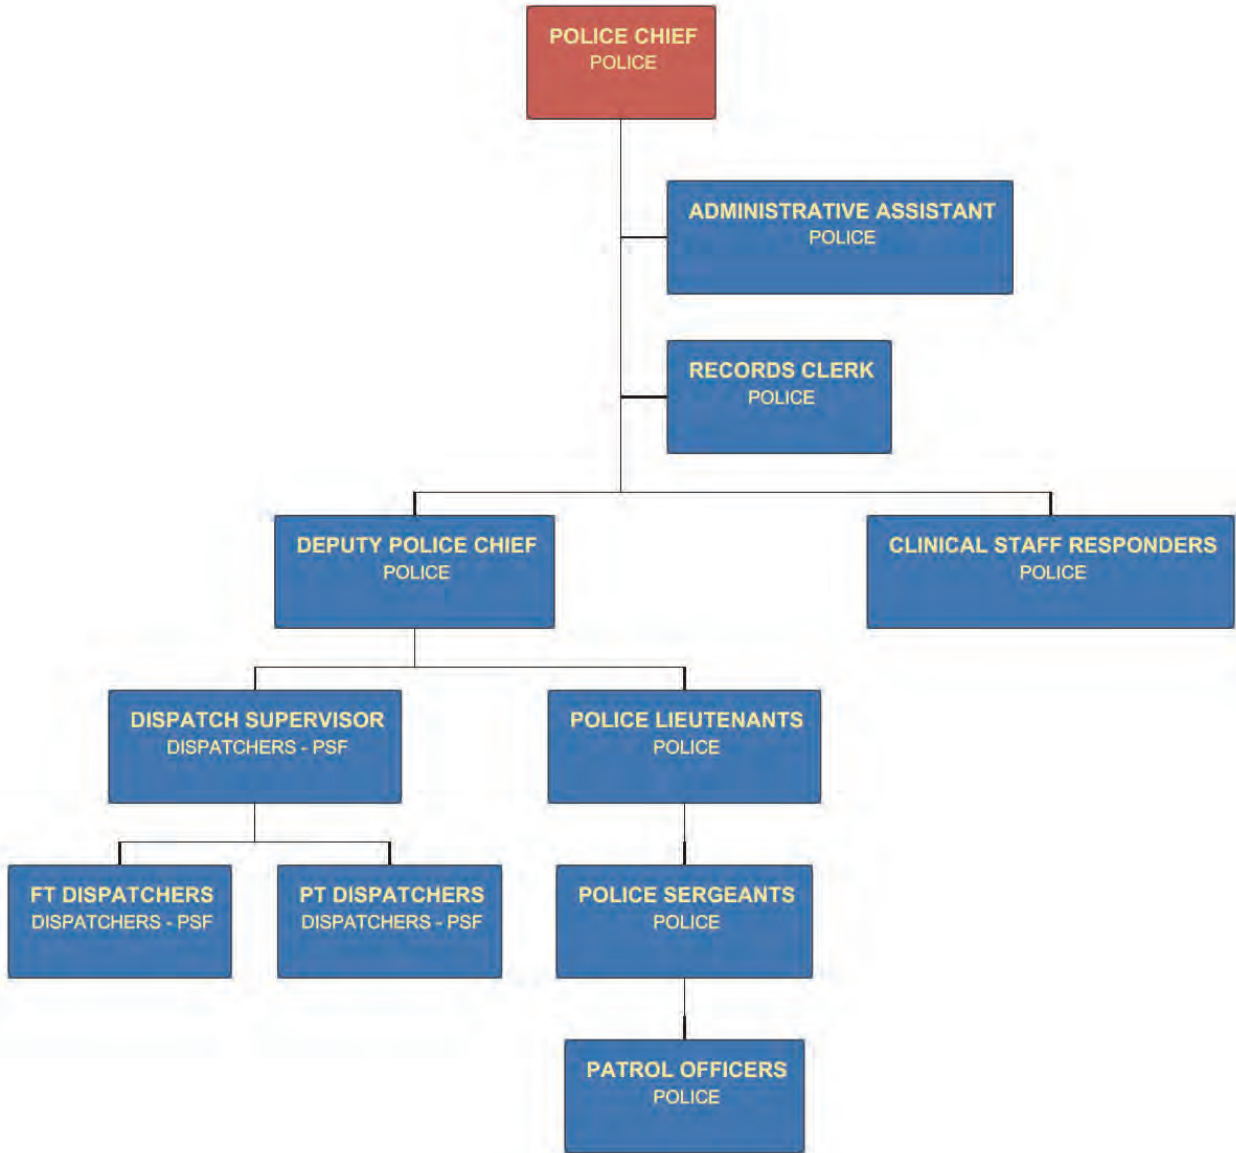 POLICE CHIEF
POLICE
ADMINISTRATIVE ASSISTANT
POLICE
RECORDS CLERK
POLICE
DEPUTY POLICE CHIEF
POLICE
CLINICAL STAFF RESPONDERS
POLICE
DISPATCH SUPERVISOR
DISPATCHERS - PSF
POLICE LIEUTENANTS
POLICE
FT DISPATCHERS
DISPATCHERS - PSF
PT DISPATCHERS
DISPATCHERS - PSF
POLICE SERGEANTS
POLICE
PATROL OFFICERS
POLICE